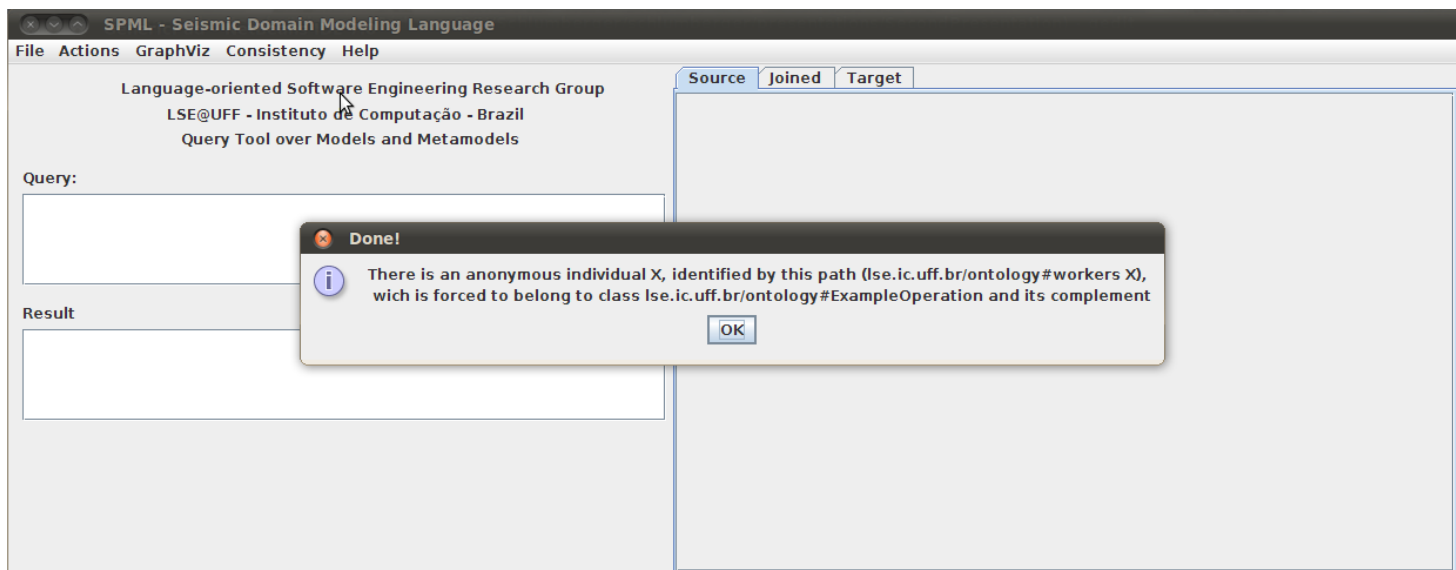 SPML - Seismic Domain Modeling Language
File Actions GraphViz Consistency Help
Language-oriented Software Engineering Research Group
LSE@UFF - Instituto de Computação - Brazil
Query Tool over Models and Metamodels
Query:
Result
Source Joined Target
Done!
There is an anonymous individual X, identified by this path (lse.ic.uff.br/ontology#workers X),
wich is forced to belong to class lse.ic.uff.br/ontology#ExampleOperation and its complement
OK